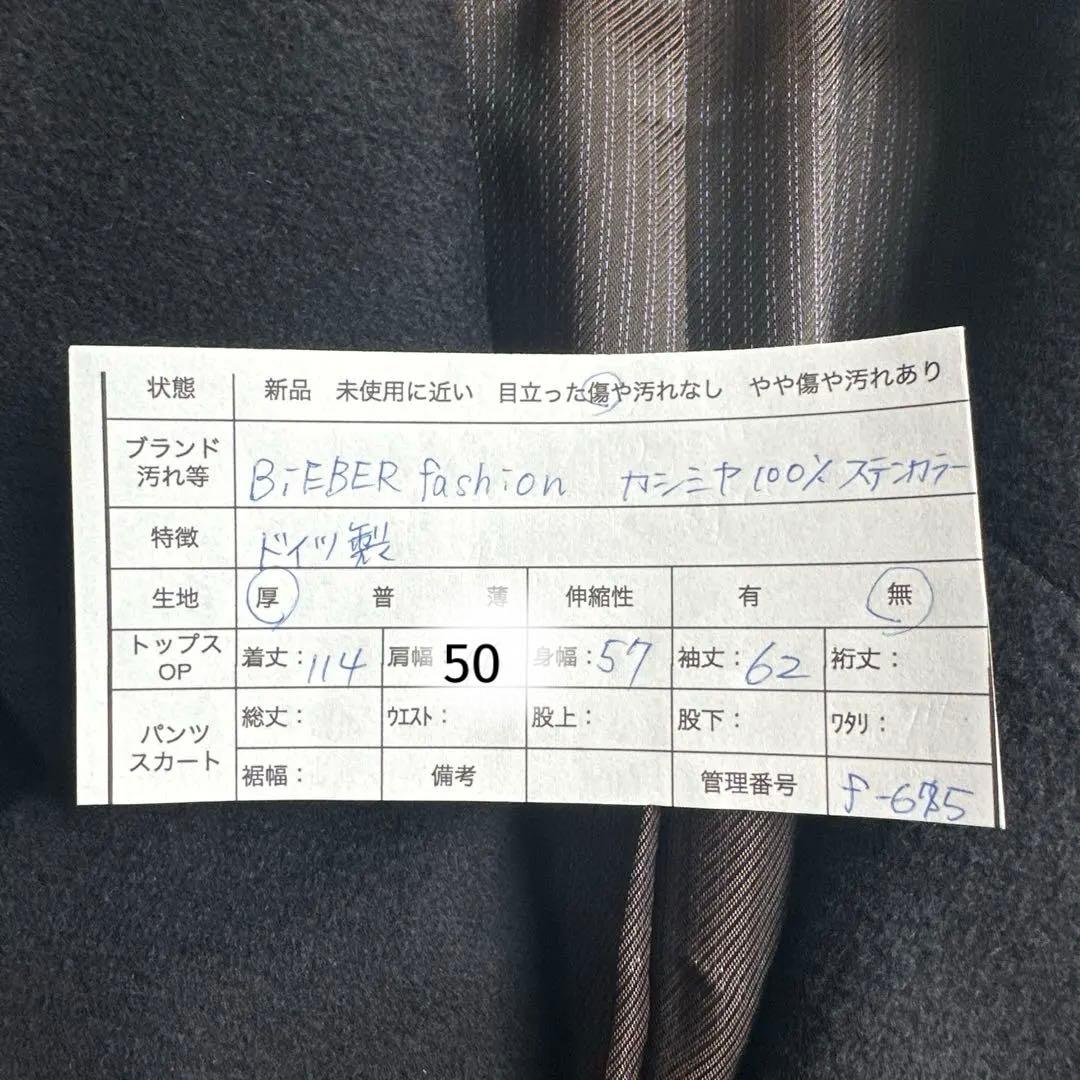 状態 新品 未使用に近い 目立った傷や汚れなし やや傷や汚れあり
ブランド
汚れ等 BiEBER fashion カシミヤ100% ステンカラー
特徴 ドイツ製
生地 厚 普 薄 伸縮性 有 無
トップス
OP 着丈:114 肩幅 50 身幅:57 袖丈:62 裄丈:
パンツ
スカート 総丈: ウエスト: 股上: 股下: ワタリ:
裾幅: 備考 管理番号